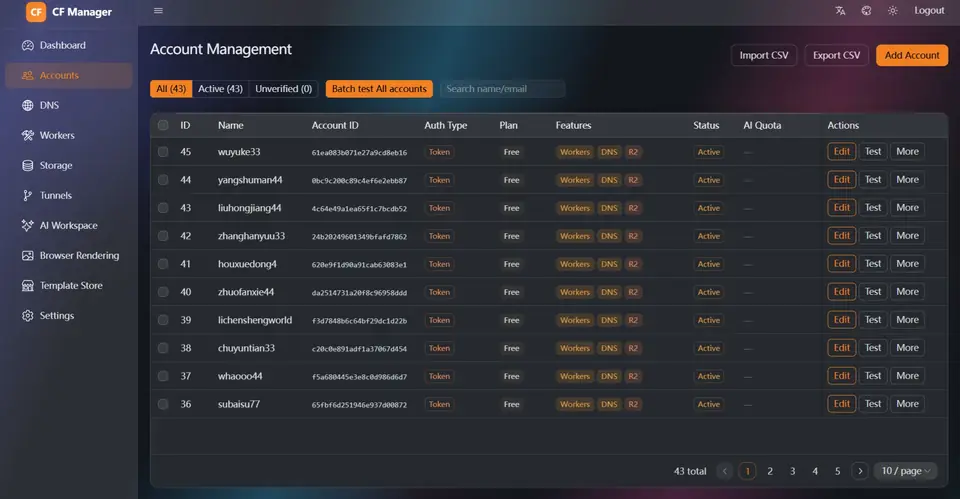 CF CF Manager
Logout
Dashboard
Accounts
DNS
Workers
Storage
Tunnels
AI Workspace
Browser Rendering
Template Store
Settings
Account Management
Import CSV Export CSV Add Account
All (43) Active (43) Unverified (0) Batch test All accounts Search name/email
ID Name Account ID Auth Type Plan Features Status AI Quota Actions
45 wuyuke33 61ea083b071e27a9cd8eb16 Token Free Workers DNS R2 Active — Edit Test More
44 yangshuman44 0bc9c200c89c4ef6e2ebb87 Token Free Workers DNS R2 Active — Edit Test More
43 liuhongjiang44 4c64e49a1ea65f1c7bcdb52 Token Free Workers DNS R2 Active — Edit Test More
42 zhanghanyuu33 24b20249601349bfafd7862 Token Free Workers DNS R2 Active — Edit Test More
41 houxuedong4 620e9f1d90a91cab63083e1 Token Free Workers DNS R2 Active — Edit Test More
40 zhuofanxie44 da2514731a20f8c96958ddd Token Free Workers DNS R2 Active — Edit Test More
39 lichenshengworld f3d7848b6c64bf29dc1d22b Token Free Workers DNS R2 Active — Edit Test More
38 chuyuntian33 c20c0e891adf1a37067d454 Token Free Workers DNS R2 Active — Edit Test More
37 whaooo44 f5a680445e3e8c0d986d6d7 Token Free Workers DNS R2 Active — Edit Test More
36 subaisu77 65fbf6d251946e937d00872 Token Free Workers DNS R2 Active — Edit Test More
43 total 1 2 3 4 5 10 / page